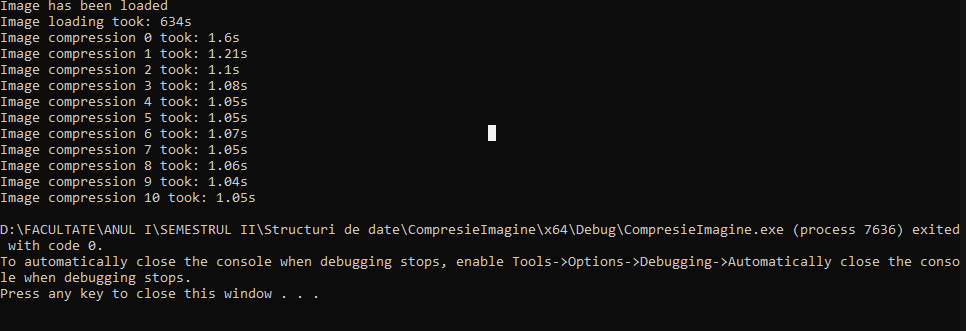 Image has been loaded
Image loading took: 634s
Image compression 0 took: 1.6s
Image compression 1 took: 1.21s
Image compression 2 took: 1.1s
Image compression 3 took: 1.08s
Image compression 4 took: 1.05s
Image compression 5 took: 1.05s
Image compression 6 took: 1.07s
Image compression 7 took: 1.05s
Image compression 8 took: 1.06s
Image compression 9 took: 1.04s
Image compression 10 took: 1.05s
D:\FACULTATE\ANUL I\SEMESTRUL II\Structuri de date\CompresieImagine\x64\Debug\CompresieImagine.exe (process 7636) exited
 with code 0.
To automatically close the console when debugging stops, enable Tools->Options->Debugging->Automatically close the conso
le when debugging stops.
Press any key to close this window . . .